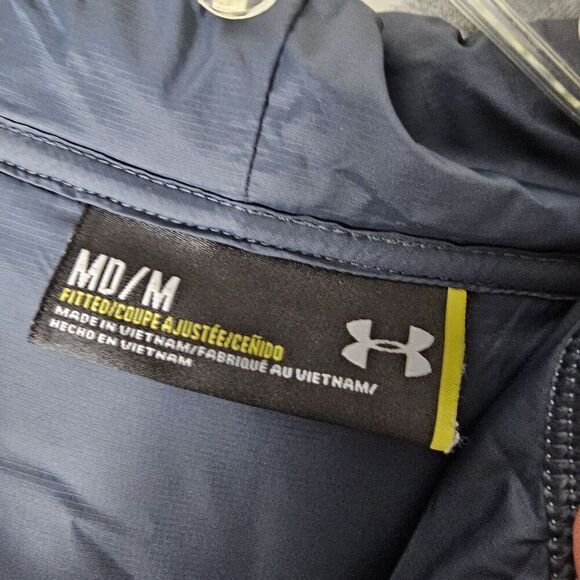 MD/M
FITTED/COUPE AJUSTÉE/CEÑIDO
MADE IN VIETNAM/FABRIQUÉ AU VIETNAM/
HECHO EN VIETNAM